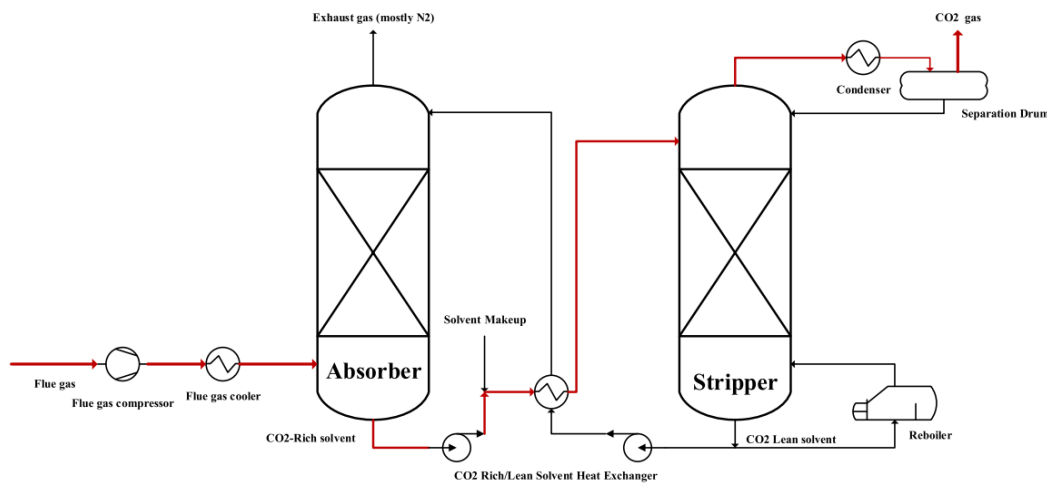 Exhaust gas (mostly N2)
CO2 gas
Condenser
Separation Drum
Solvent Makeup
Absorber
Stripper
Flue gas
Flue gas compressor
Flue gas cooler
CO2-Rich solvent
CO2 Lean solvent
Reboiler
CO2 Rich/Lean Solvent Heat Exchanger